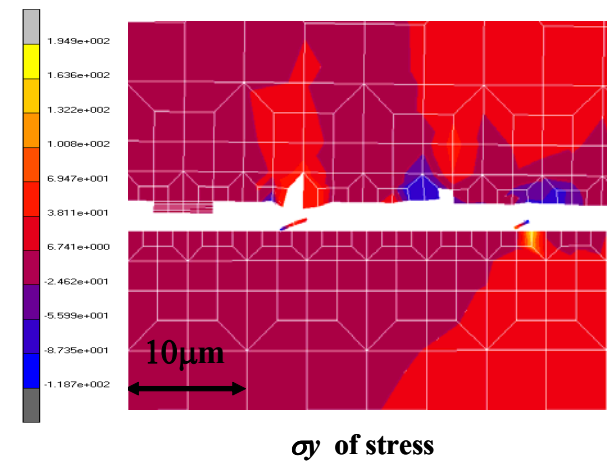 1.949e+002
1.636e+002
1.322e+002
1.008e+002
6.947e+001
3.811e+001
6.741e+000
-2.462e+001
-5.599e+001
-8.735e+001
-1.187e+002
10μm
σy of stress